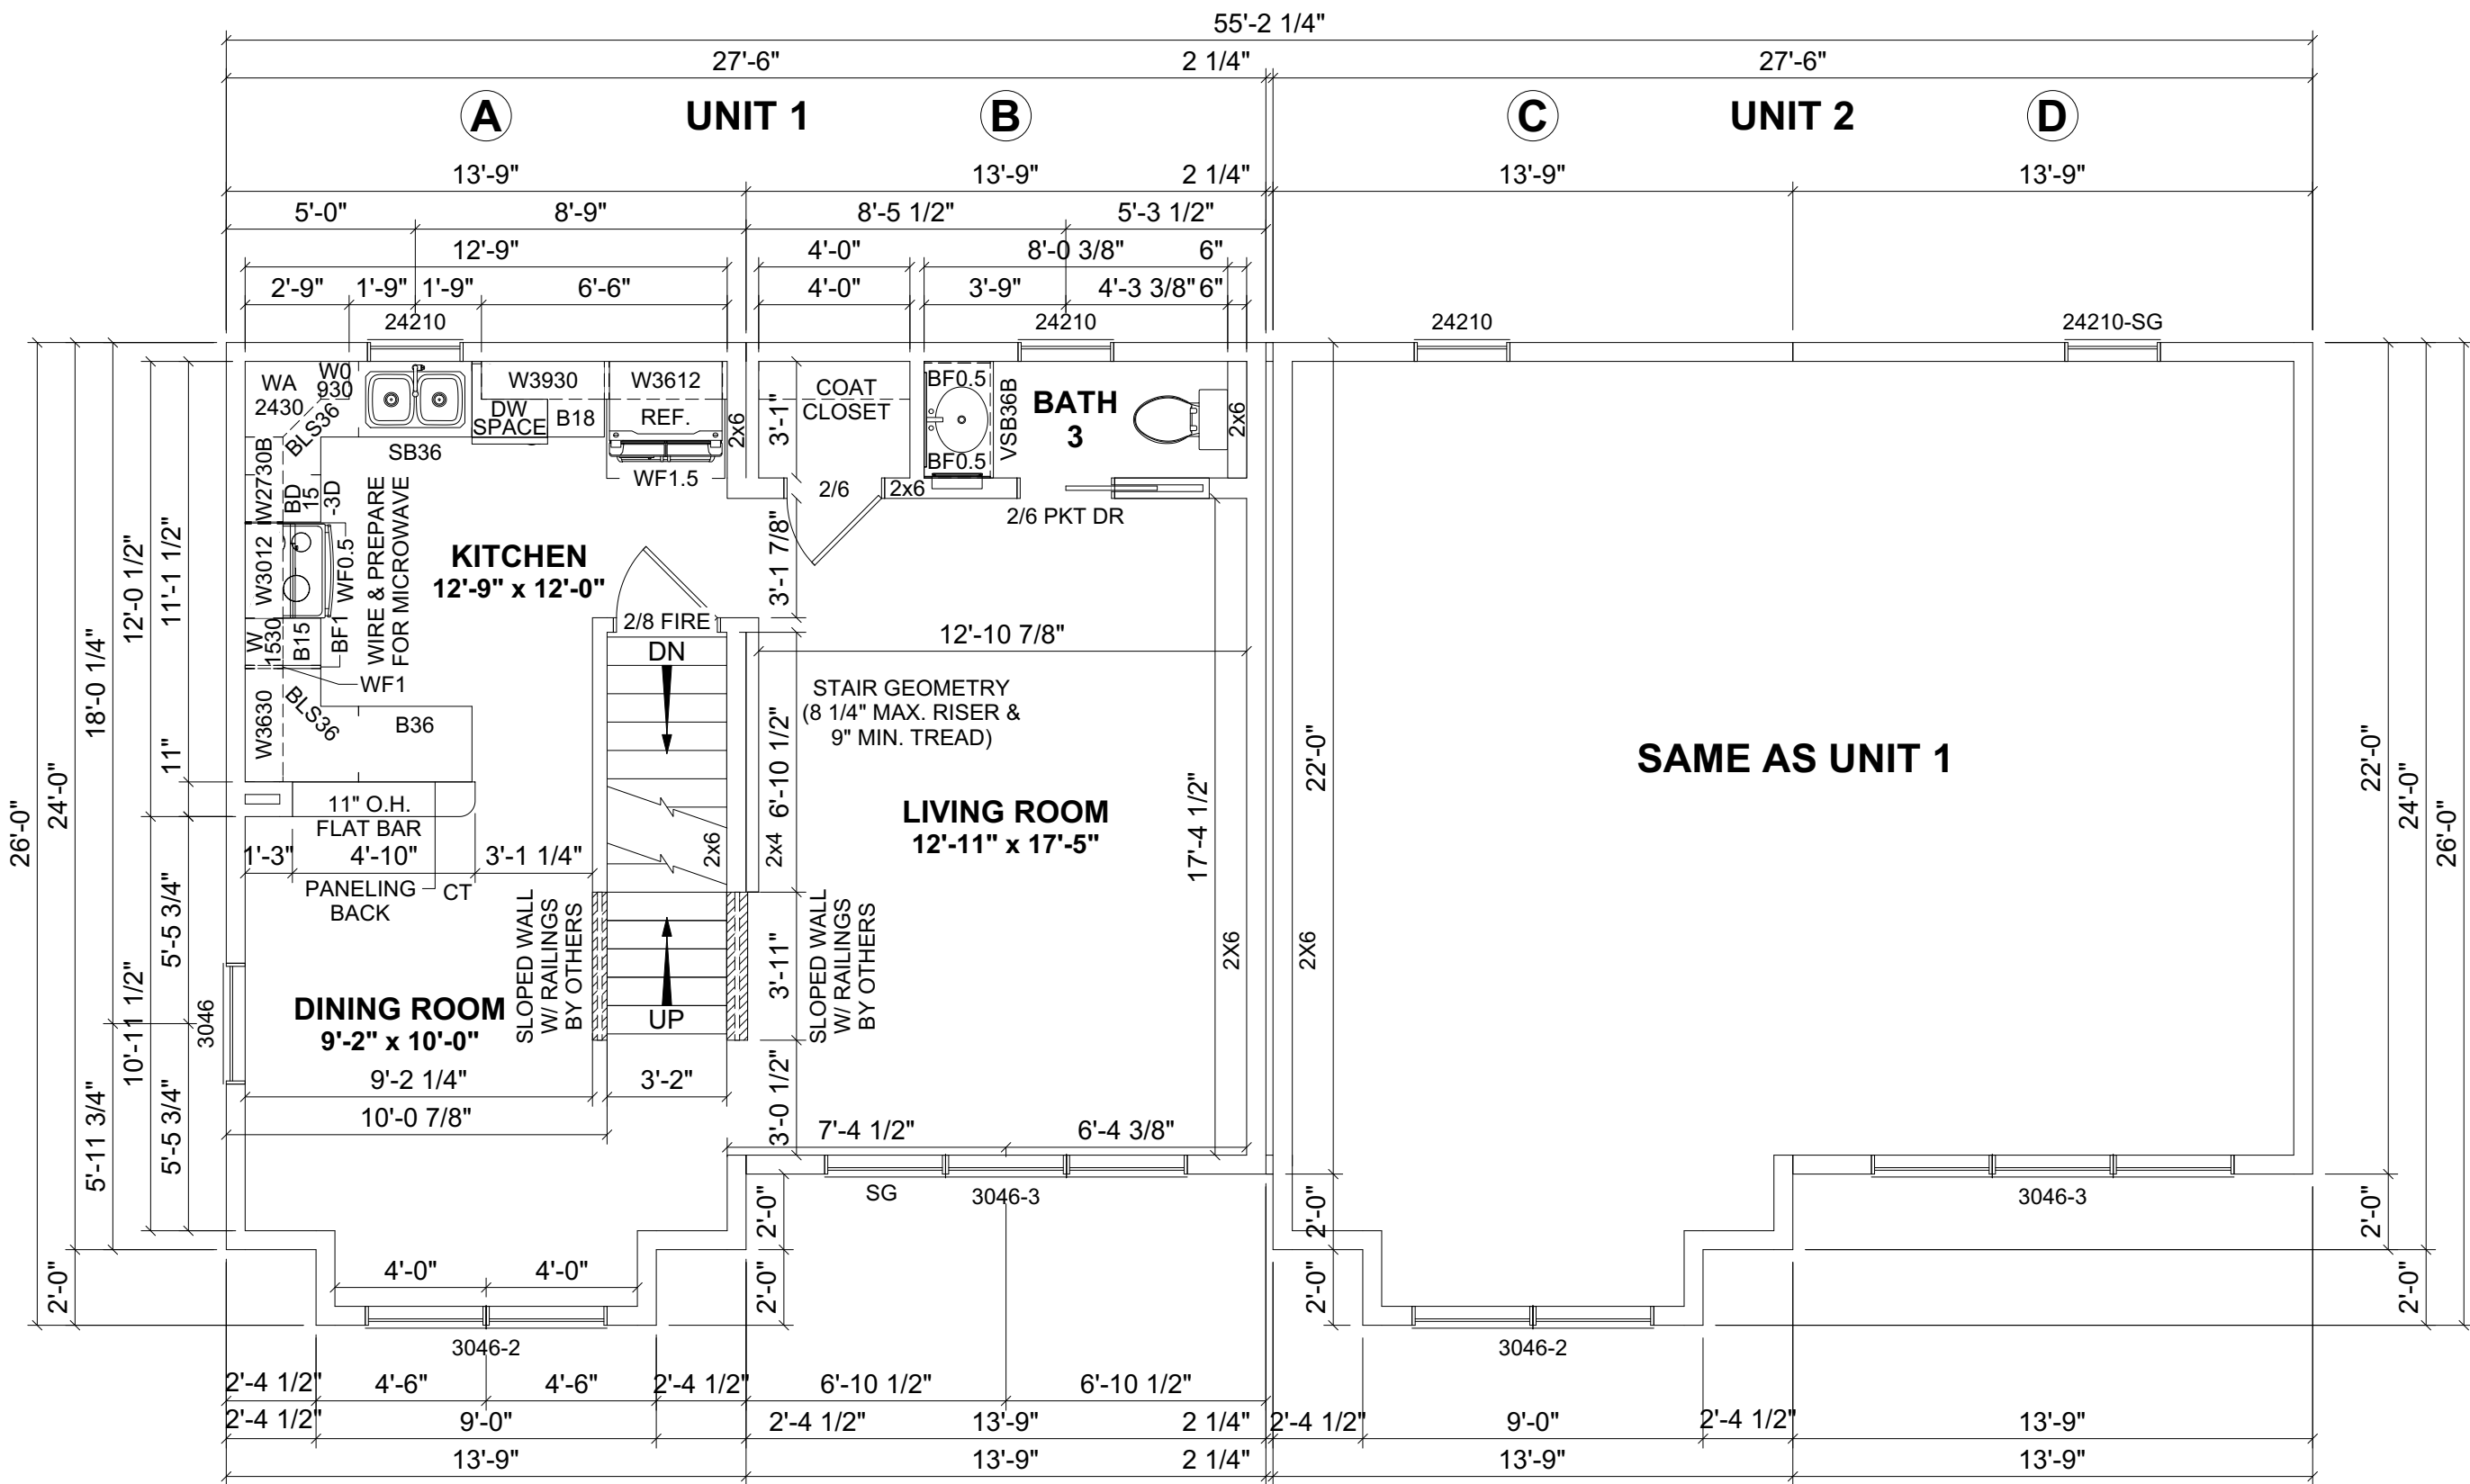 55'-2 1/4"
27'-6" 2 1/4" 27'-6"
A UNIT 1 B C UNIT 2 D
13'-9" 13'-9" 2 1/4" 13'-9" 13'-9"
5'-0" 8'-9" 8'-5 1/2" 5'-3 1/2"
12'-9" 4'-0" 8'-0 3/8" 6"
2'-9" 1'-9" 1'-9" 6'-6" 4'-0" 3'-9" 4'-3 3/8" 6"
24210 24210 24210 24210-SG
WA
2430
W0
930
BLS36
SB36
W3930
DW
SPACE
B18
W3612
REF.
WF1.5
2x6
3'-1"
COAT
CLOSET
2/6
2x6
BF0.5
BF0.5
VSB36B
BATH
3
2x6
2/6 PKT DR
W2730B
BD
15
-3D
W3012
WF0.5
WIRE & PREPARE
FOR MICROWAVE
W
1530
B15
BF1
WF1
W3630
BLS36
B36
KITCHEN
12'-9" x 12'-0"
3'-1 7/8"
2/8 FIRE
DN
12'-10 7/8"
STAIR GEOMETRY
(8 1/4" MAX. RISER &
9" MIN. TREAD)
6'-10 1/2"
2x4
2x6
LIVING ROOM
12'-11" x 17'-5"
17'-4 1/2"
2X6
2X6
22'-0"
SAME AS UNIT 1
22'-0"
24'-0"
26'-0"
26'-0"
24'-0"
18'-0 1/4"
12'-0 1/2"
11'-1 1/2"
11"
11" O.H.
FLAT BAR
1'-3" 4'-10" 3'-1 1/4"
PANELING
BACK
CT
5'-5 3/4"
10'-11 1/2"
3046
SLOPED WALL
W/ RAILINGS
BY OTHERS
UP
3'-11"
SLOPED WALL
W/ RAILINGS
BY OTHERS
DINING ROOM
9'-2" x 10'-0"
9'-2 1/4" 3'-2"
10'-0 7/8"
3'-0 1/2"
5'-11 3/4"
5'-5 3/4"
7'-4 1/2" 6'-4 3/8"
SG 3046-3
3046-3
2'-0"
2'-0"
2'-0"
2'-0"
4'-0" 4'-0"
2'-0"
2'-0"
2'-0"
3046-2
3046-2
2'-4 1/2" 4'-6" 4'-6" 2'-4 1/2" 6'-10 1/2" 6'-10 1/2"
2'-4 1/2" 9'-0" 2'-4 1/2" 13'-9" 2 1/4" 2'-4 1/2" 9'-0" 2'-4 1/2" 13'-9"
13'-9" 13'-9" 2 1/4" 13'-9" 13'-9"